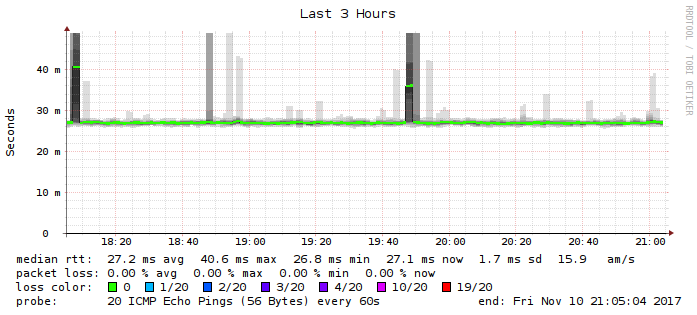 Last 3 Hours
RRDTOOL / TOBI OETIKER
Seconds
40 m
30 m
20 m
10 m
0
18:20 18:40 19:00 19:20 19:40 20:00 20:20 20:40 21:00
median rtt: 27.2 ms avg 40.6 ms max 26.8 ms min 27.1 ms now 1.7 ms sd 15.9 am/s
packet loss: 0.00 % avg 0.00 % max 0.00 % min 0.00 % now
loss color: 0 1/20 2/20 3/20 4/20 10/20 19/20
probe: 20 ICMP Echo Pings (56 Bytes) every 60s end: Fri Nov 10 21:05:04 2017